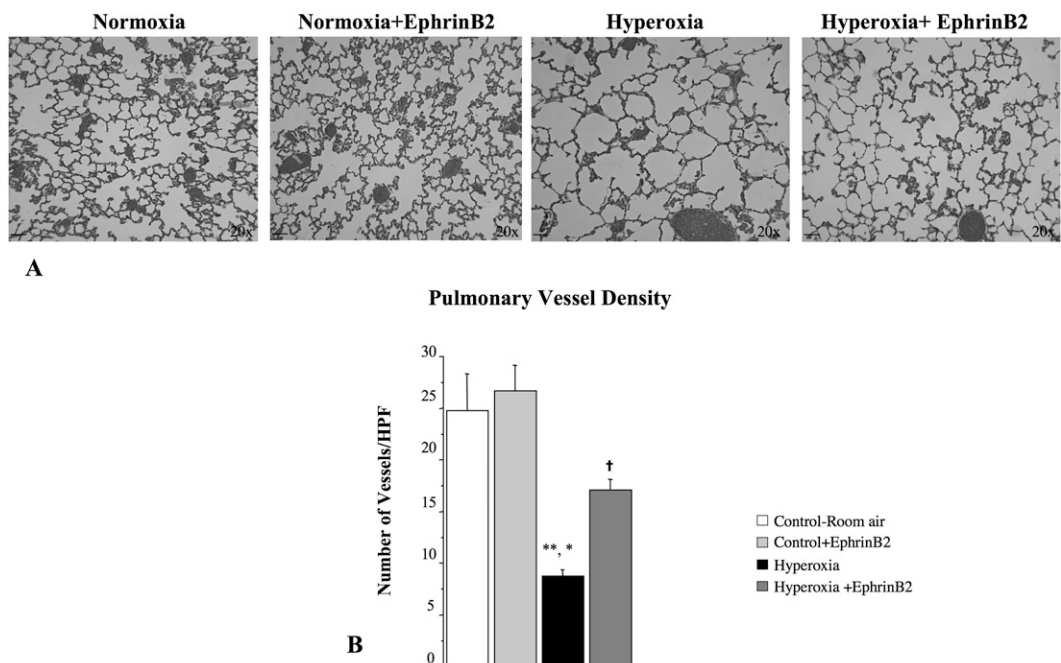 Normoxia
Normoxia+EphrinB2
Hyperoxia
Hyperoxia+ EphrinB2
20x
20x
20x
20x
A
Pulmonary Vessel Density
Number of Vessels/HPF
30
25
20
15
10
5
0
**, *
†
Control-Room air
Control+EphrinB2
Hyperoxia
Hyperoxia +EphrinB2
B